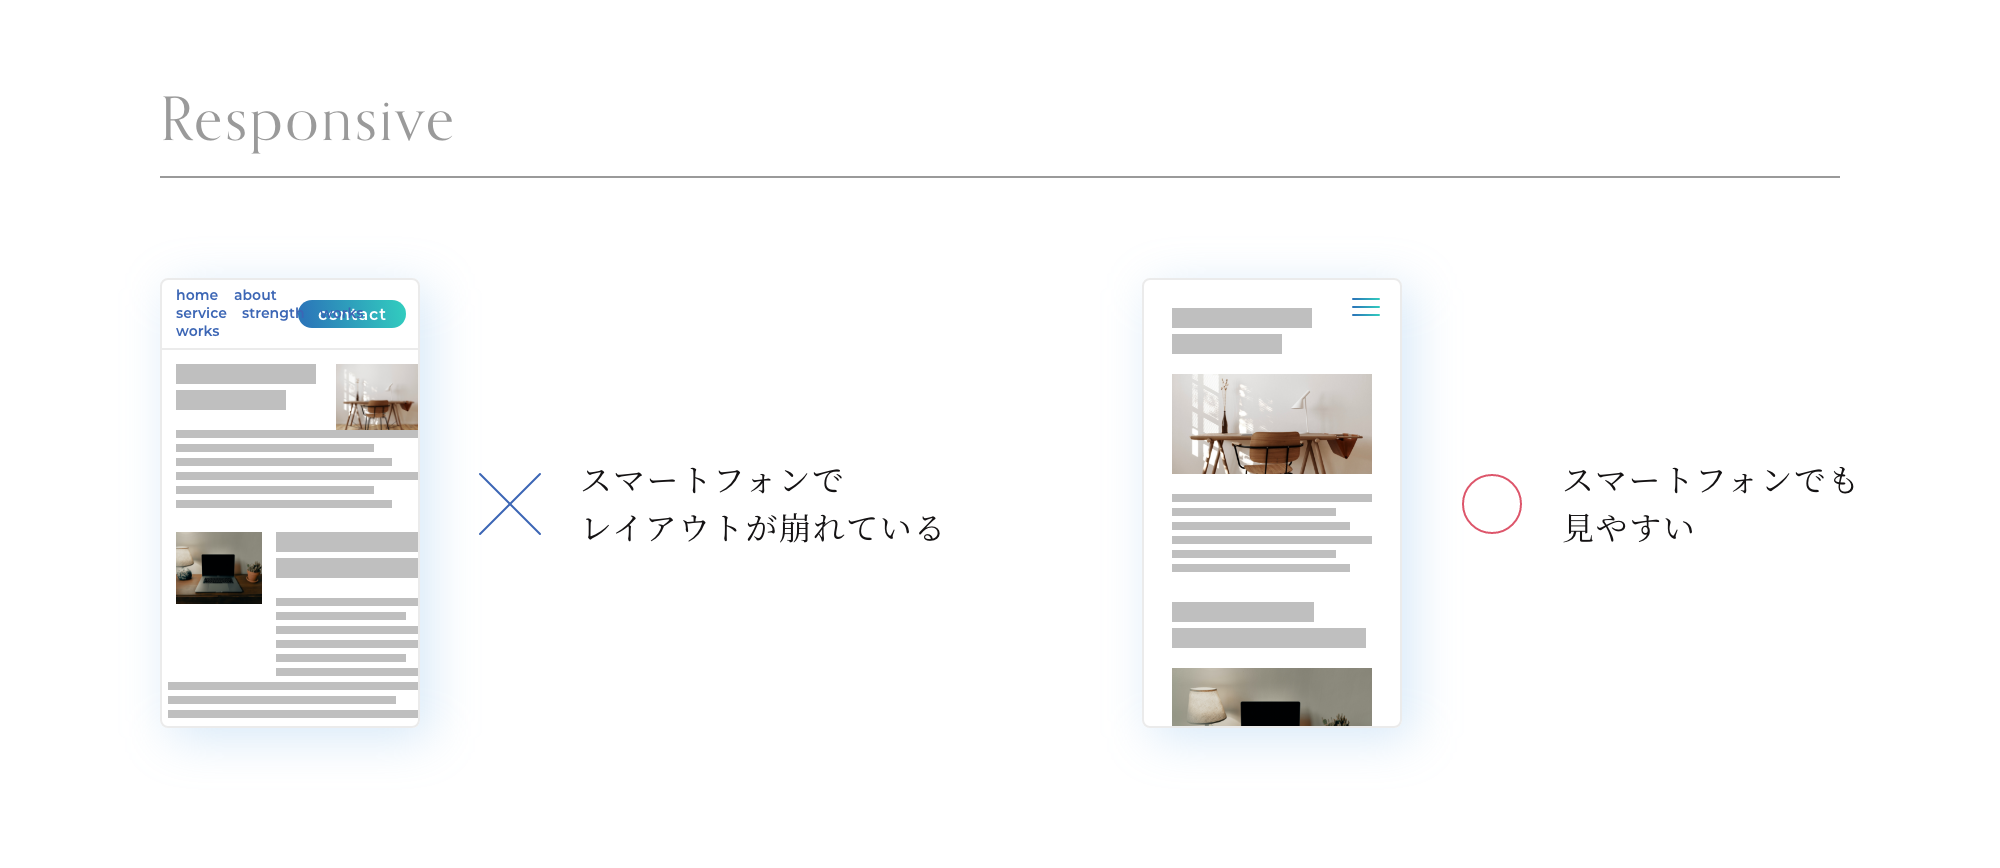 Responsive
home about
service strength works
works
contact
スマートフォンで
レイアウトが崩れている
スマートフォンでも
見やすい